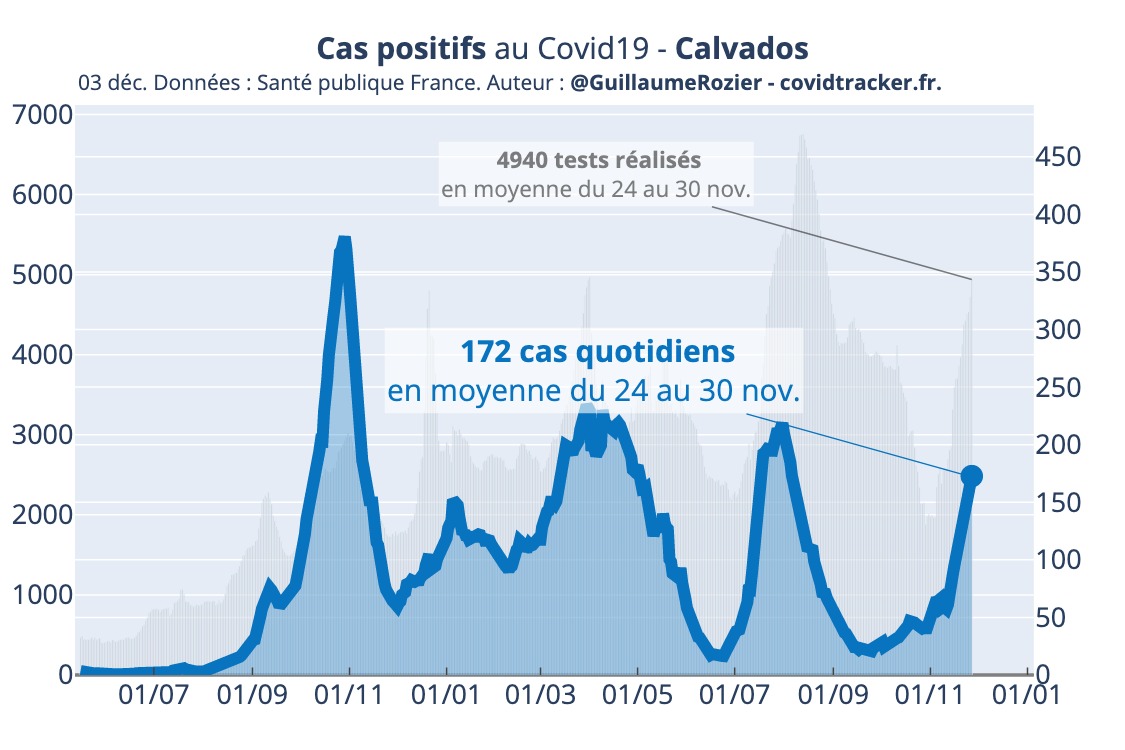 Cas positifs au Covid19 - Calvados
03 déc. Données : Santé publique France. Auteur : @GuillaumeRozier - covidtracker.fr.
7000
6000
5000
4000
3000
2000
1000
0
4940 tests réalisés
en moyenne du 24 au 30 nov.
172 cas quotidiens
en moyenne du 24 au 30 nov.
450
400
350
300
250
200
150
100
50
0
01/07 01/09 01/11 01/01 01/03 01/05 01/07 01/09 01/11 01/01